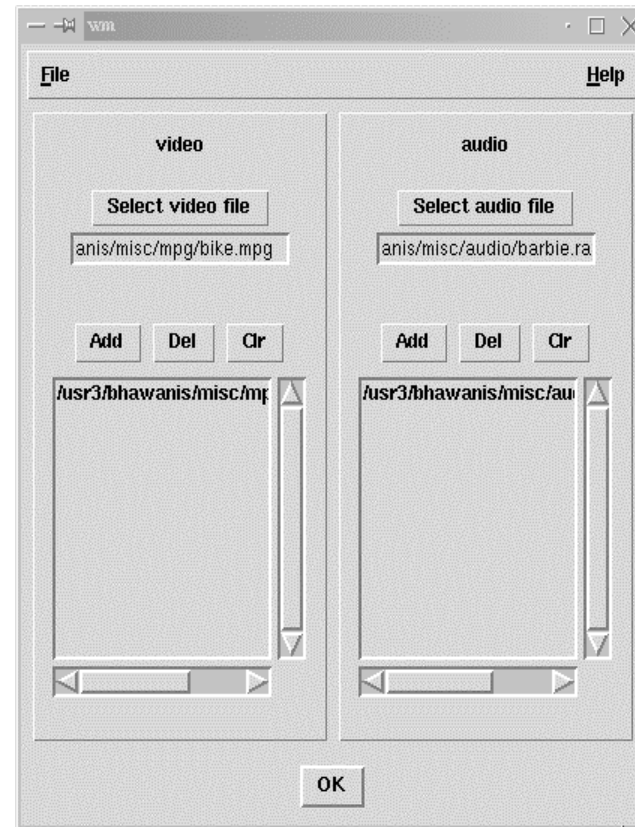 wm
File Help
video
Select video file
anis/misc/mpg/bike.mpg
Add Del Clr
/usr3/bhawanis/misc/mp
audio
Select audio file
anis/misc/audio/barbie.ra
Add Del Clr
/usr3/bhawanis/misc/au
OK